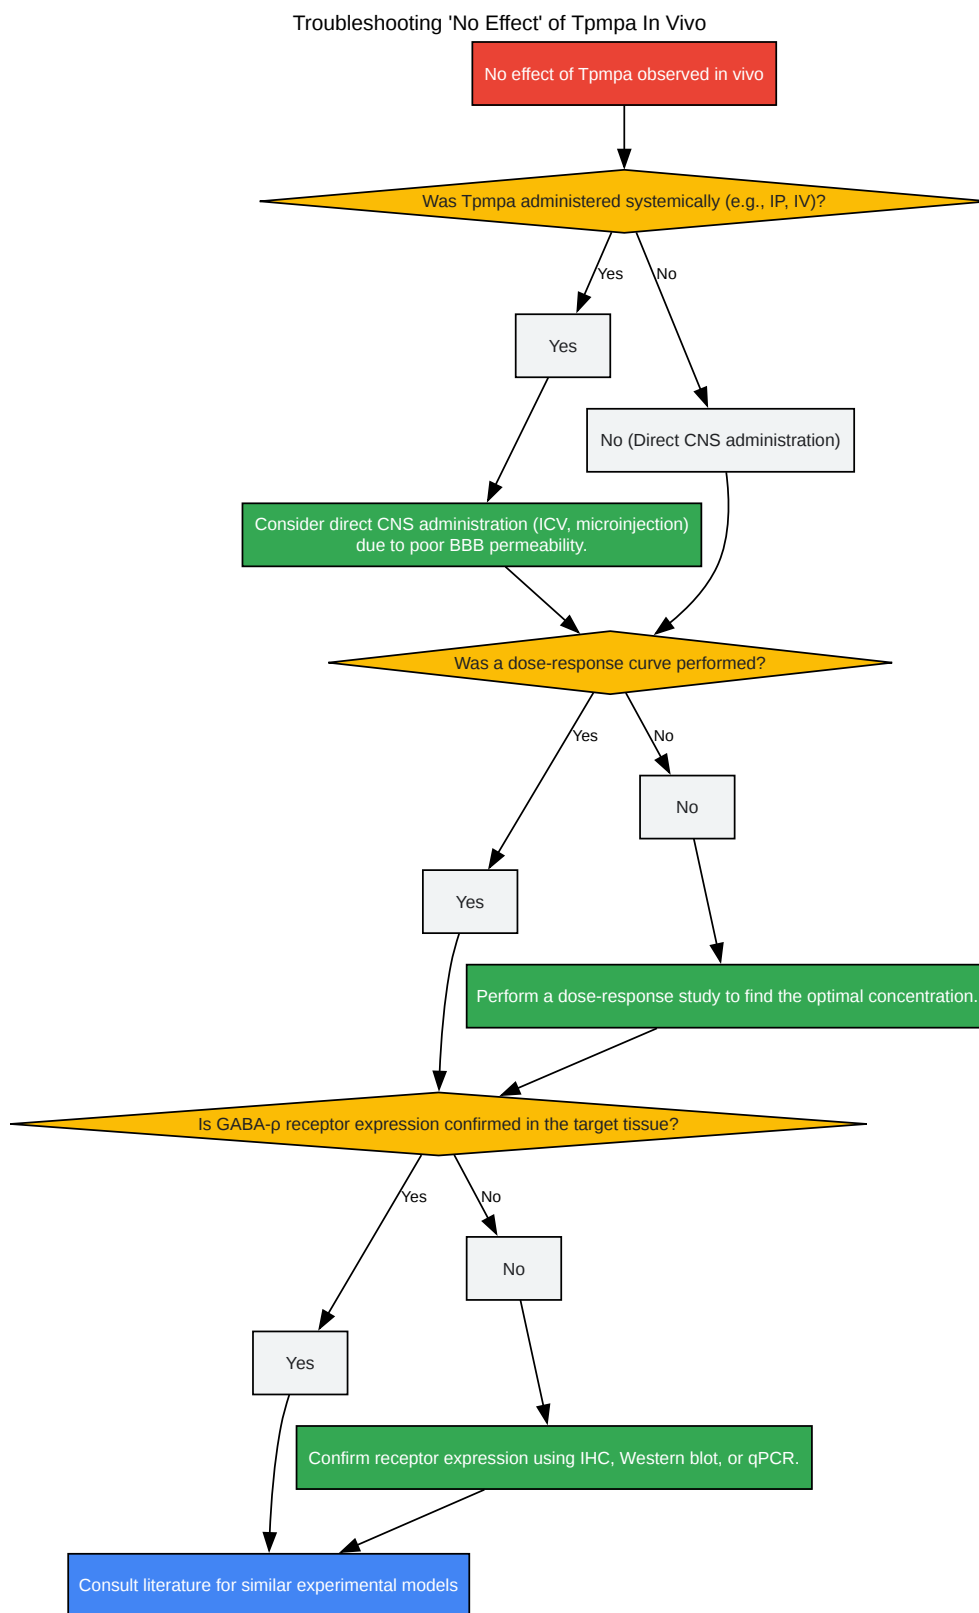 Troubleshooting 'No Effect' of Tpmpa In Vivo
No effect of Tpmpa observed in vivo
Was Tpmpa administered systemically (e.g., IP, IV)?
Yes
No
Yes
No (Direct CNS administration)
Consider direct CNS administration (ICV, microinjection)
due to poor BBB permeability.
Was a dose-response curve performed?
Yes
No
No
Yes
Perform a dose-response study to find the optimal concentration.
Is GABA-ρ receptor expression confirmed in the target tissue?
Yes
No
No
Yes
Confirm receptor expression using IHC, Western blot, or qPCR.
Consult literature for similar experimental models